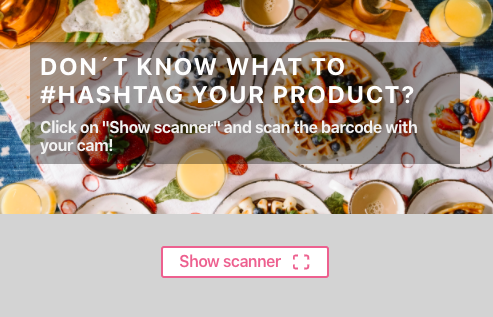 DON´T KNOW WHAT TO
#HASHTAG YOUR PRODUCT?
Click on "Show scanner" and scan the barcode with
your cam!
Show scanner